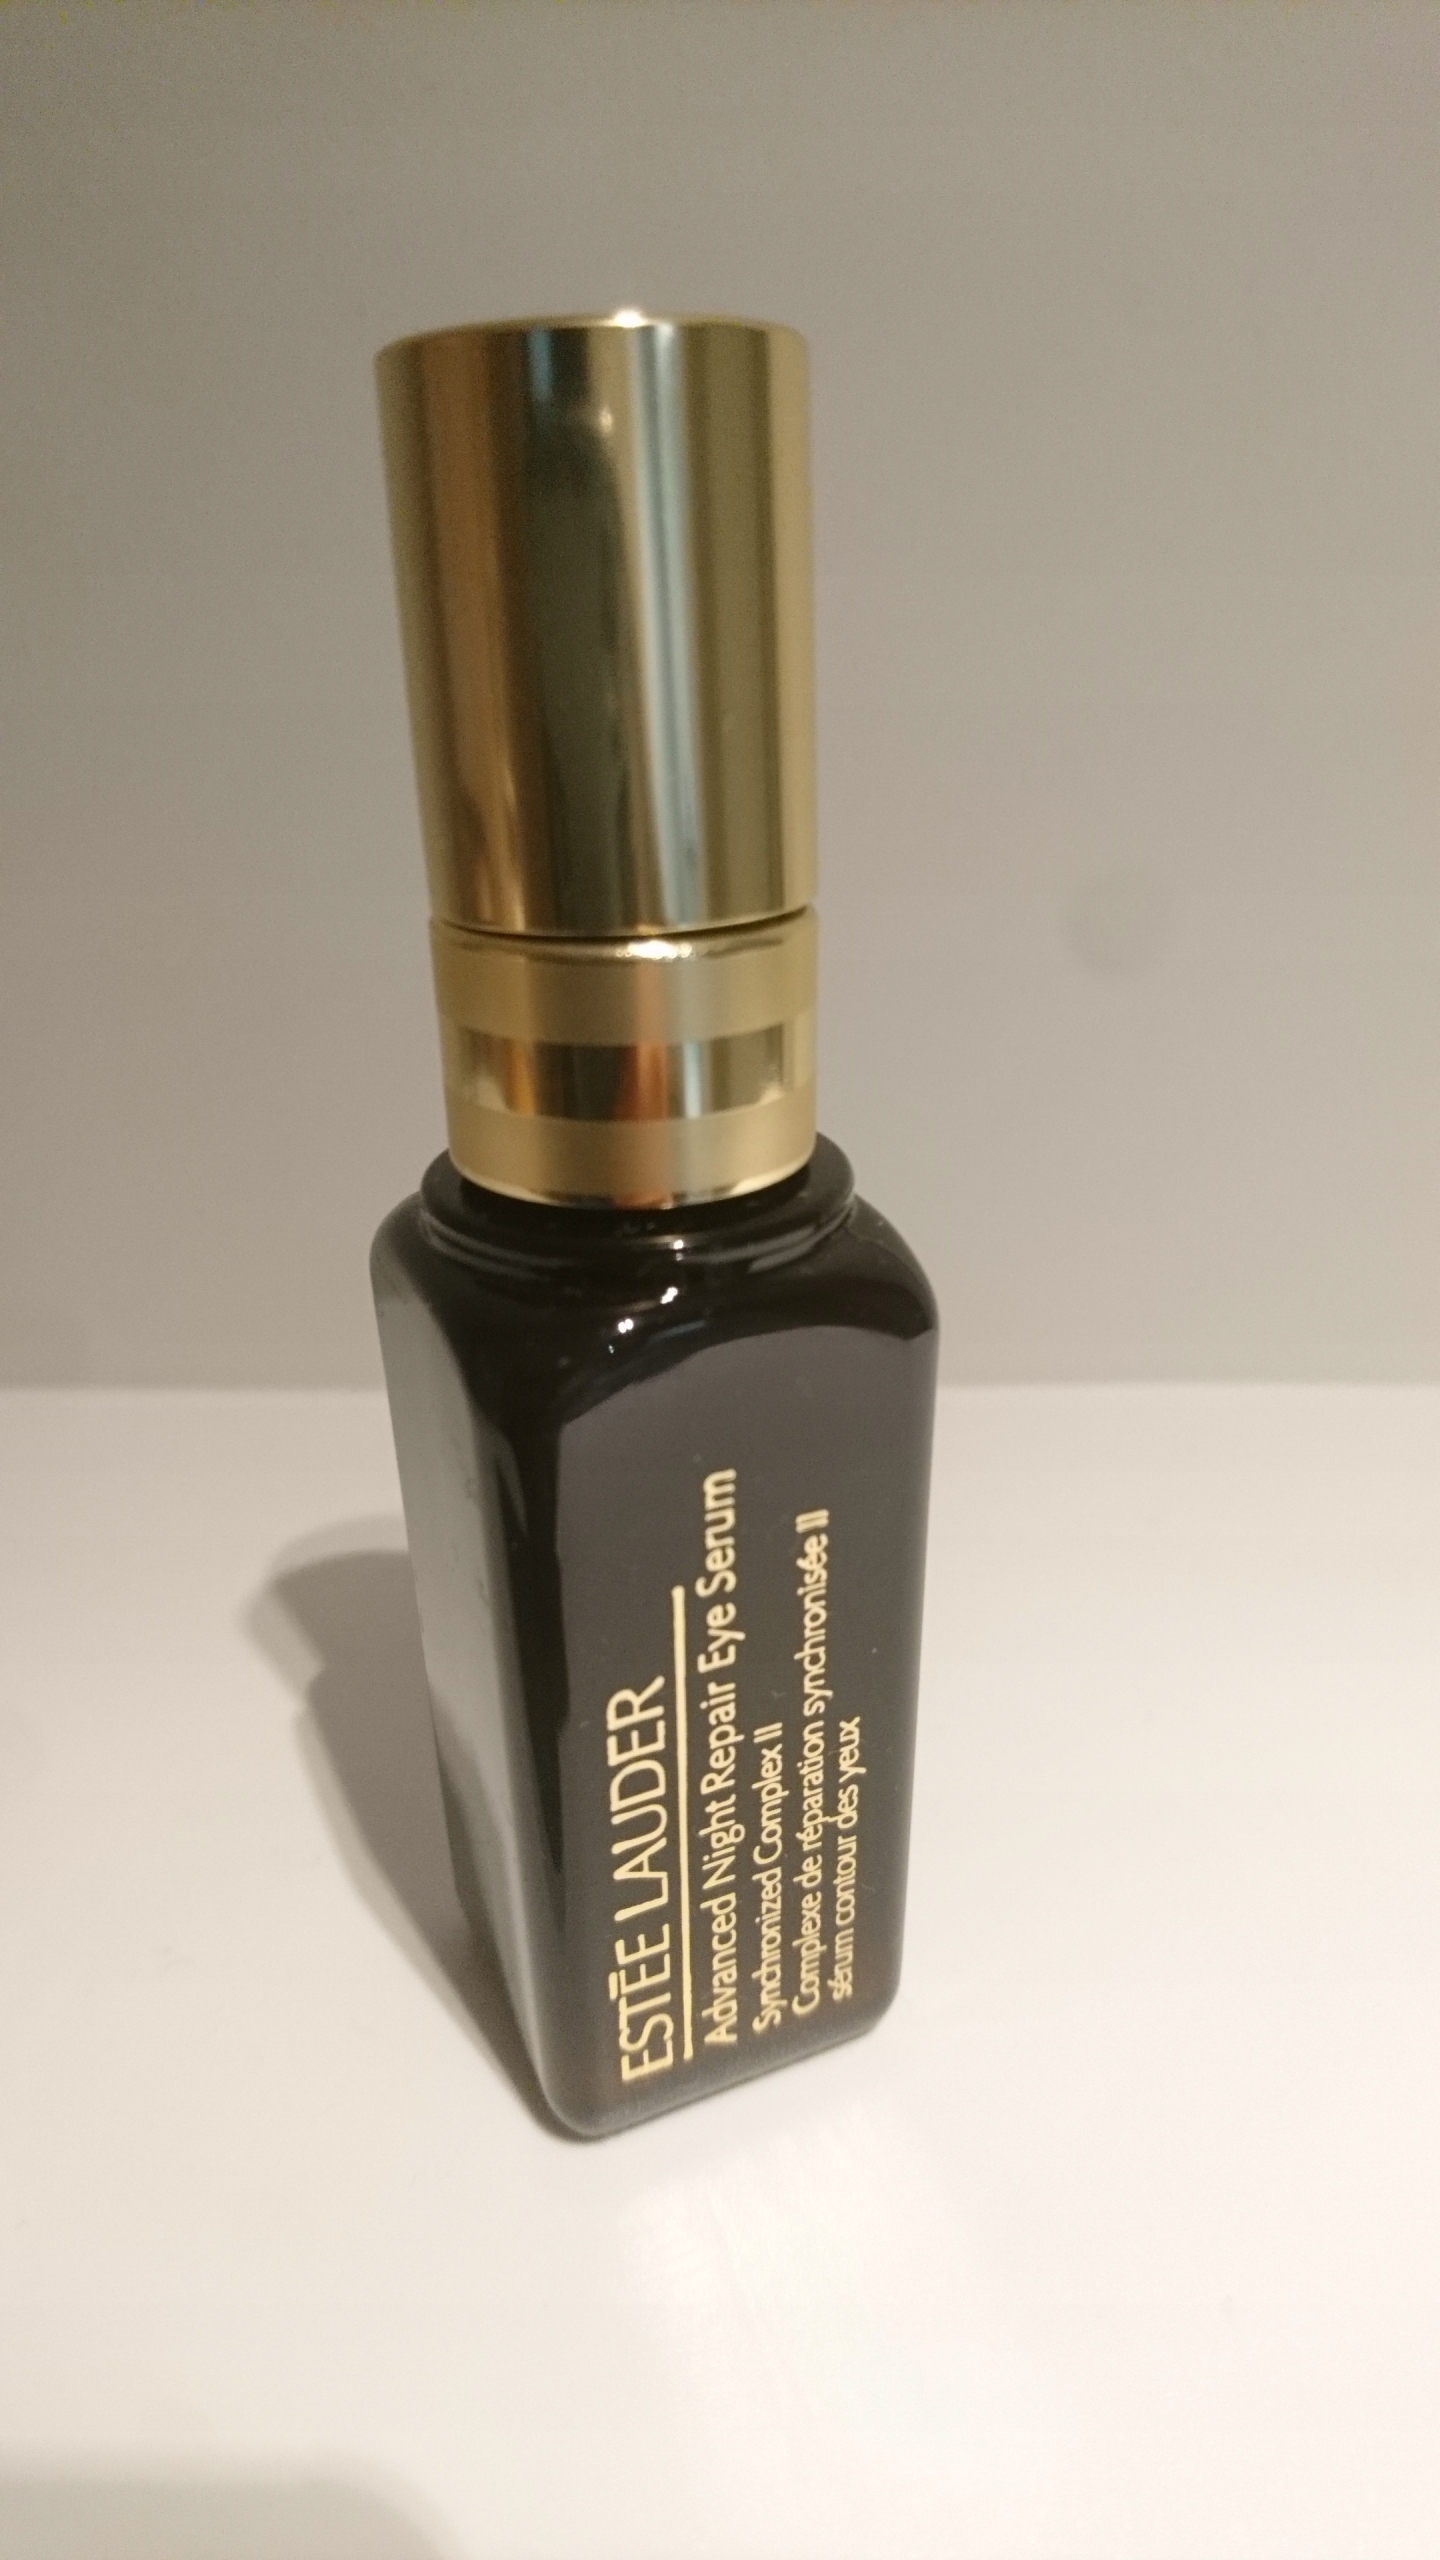 ESTĒE LAUDER
Advanced Night Repair Eye Serum
Synchronized Complex II
Complexe de réparation synchronisée II
sérum contour des yeux